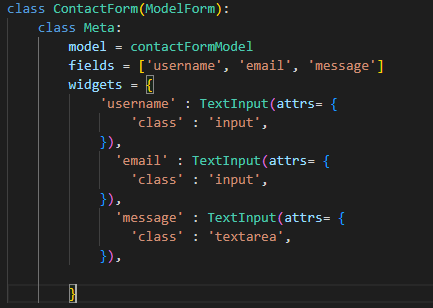 class ContactForm(ModelForm):
    class Meta:
        model = contactFormModel
        fields = ['username', 'email', 'message']
        widgets = {
            'username' : TextInput(attrs= {
                'class' : 'input',
            }),
              'email' : TextInput(attrs= {
                'class' : 'input',
            }),
              'message' : TextInput(attrs= {
                'class' : 'textarea',
            }),
        }